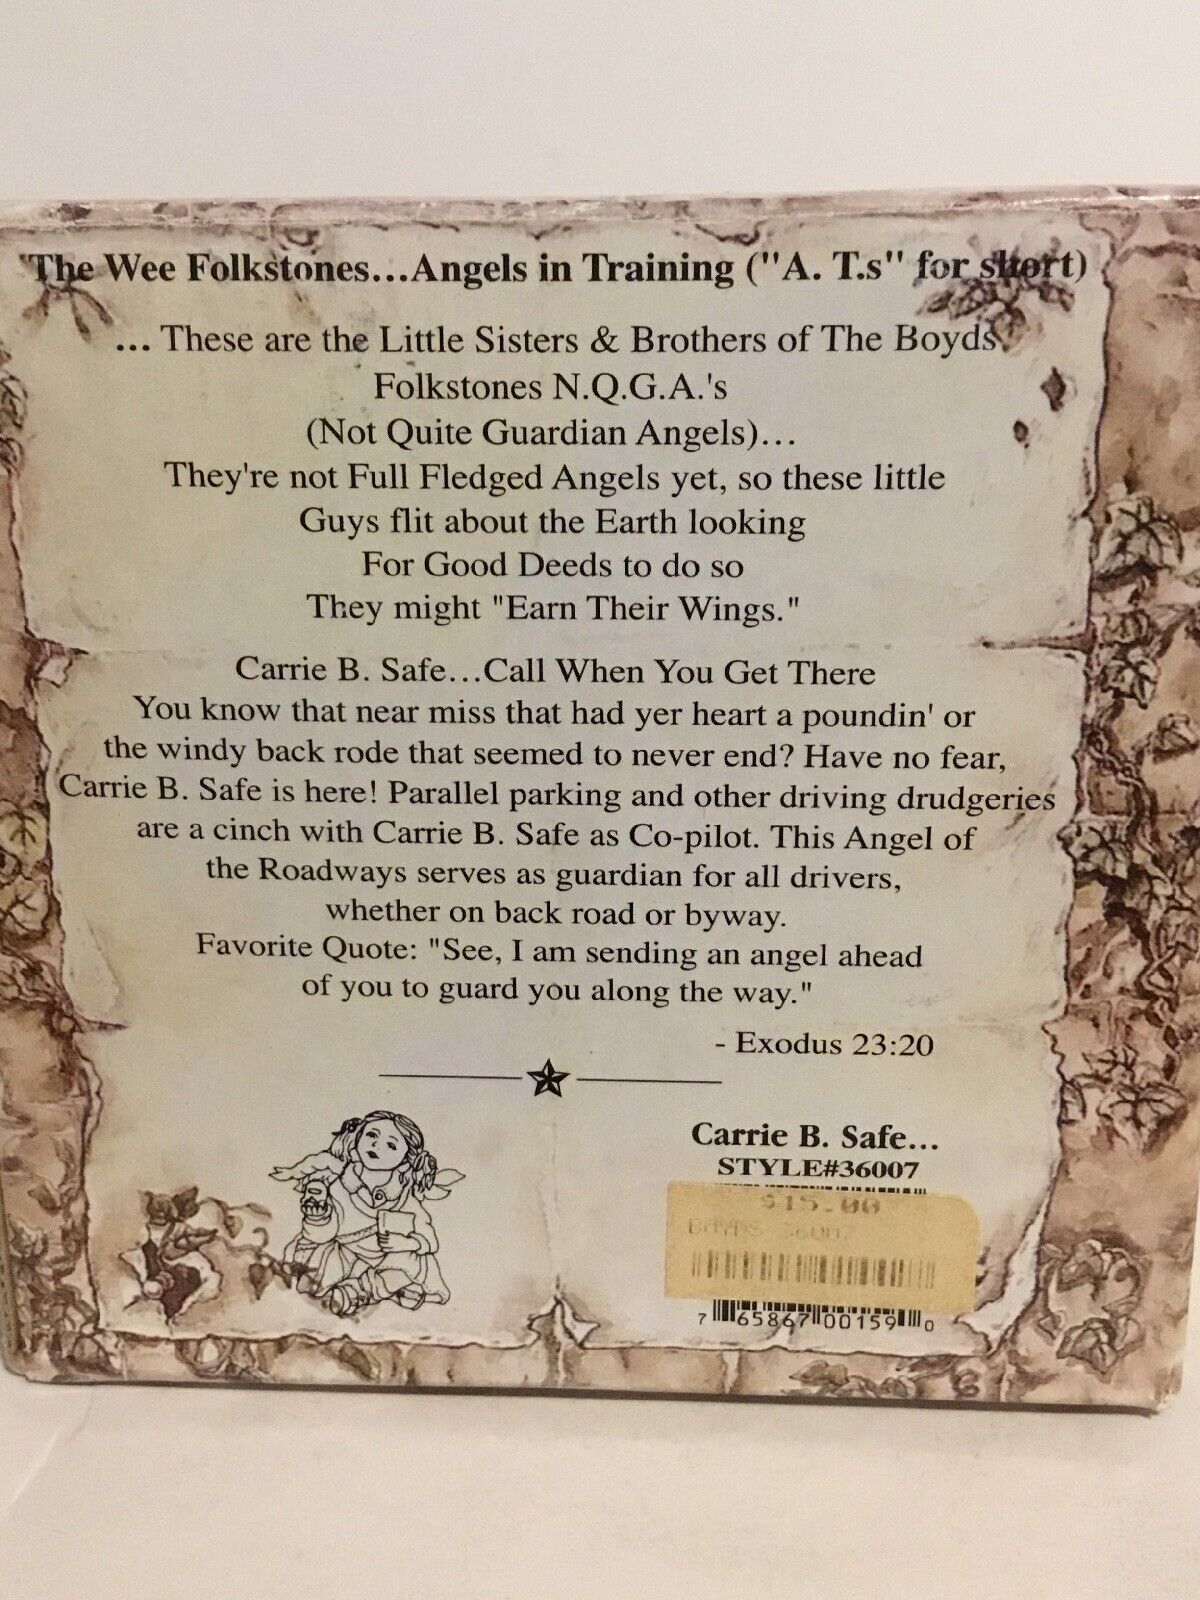 The Wee Folkstones...Angels in Training ("A. T.s" for short)
... These are the Little Sisters & Brothers of The Boyds
Folkstones N.Q.G.A.'s
(Not Quite Guardian Angels)...
They're not Full Fledged Angels yet, so these little
Guys flit about the Earth looking
For Good Deeds to do so
They might "Earn Their Wings."
Carrie B. Safe...Call When You Get There
You know that near miss that had yer heart a poundin' or
the windy back rode that seemed to never end? Have no fear,
Carrie B. Safe is here! Parallel parking and other driving drudgeries
are a cinch with Carrie B. Safe as Co-pilot. This Angel of
the Roadways serves as guardian for all drivers,
whether on back road or byway.
Favorite Quote: "See, I am sending an angel ahead
of you to guard you along the way."
- Exodus 23:20
Carrie B. Safe...
STYLE#36007
$15.00
BOYDS 36007
7 65867 00159 0